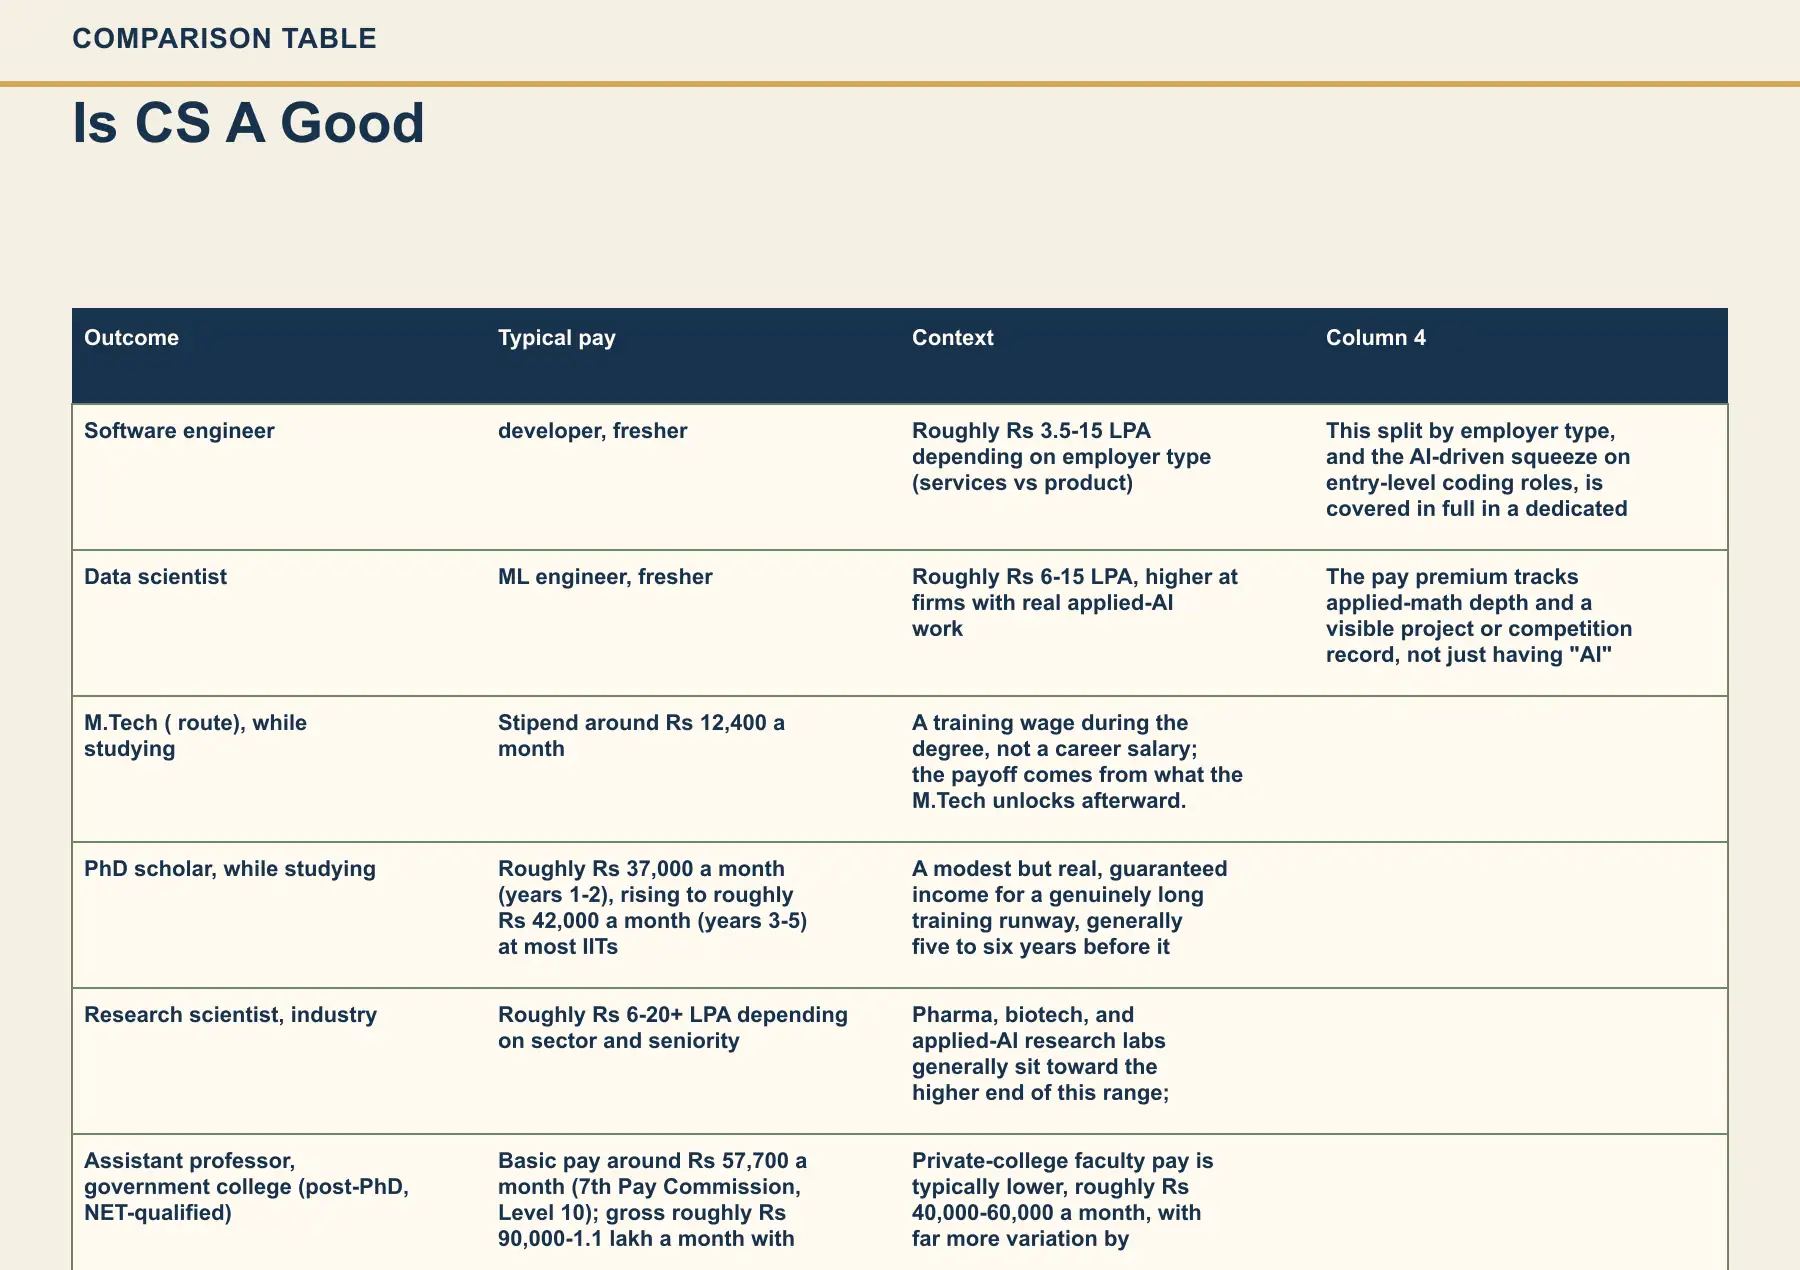 COMPARISON TABLE
Is CS A Good
Outcome
Typical pay
Context
Column 4
Software engineer
developer, fresher
Roughly Rs 3.5-15 LPA
depending on employer type
(services vs product)
This split by employer type,
and the AI-driven squeeze on
entry-level coding roles, is
covered in full in a dedicated
Data scientist
ML engineer, fresher
Roughly Rs 6-15 LPA, higher at
firms with real applied-AI
work
The pay premium tracks
applied-math depth and a
visible project or competition
record, not just having "AI"
M.Tech ( route), while
studying
Stipend around Rs 12,400 a
month
A training wage during the
degree, not a career salary;
the payoff comes from what the
M.Tech unlocks afterward.
PhD scholar, while studying
Roughly Rs 37,000 a month
(years 1-2), rising to roughly
Rs 42,000 a month (years 3-5)
at most IITs
A modest but real, guaranteed
income for a genuinely long
training runway, generally
five to six years before it
Research scientist, industry
Roughly Rs 6-20+ LPA depending
on sector and seniority
Pharma, biotech, and
applied-AI research labs
generally sit toward the
higher end of this range;
Assistant professor,
government college (post-PhD,
NET-qualified)
Basic pay around Rs 57,700 a
month (7th Pay Commission,
Level 10); gross roughly Rs
90,000-1.1 lakh a month with
Private-college faculty pay is
typically lower, roughly Rs
40,000-60,000 a month, with
far more variation by